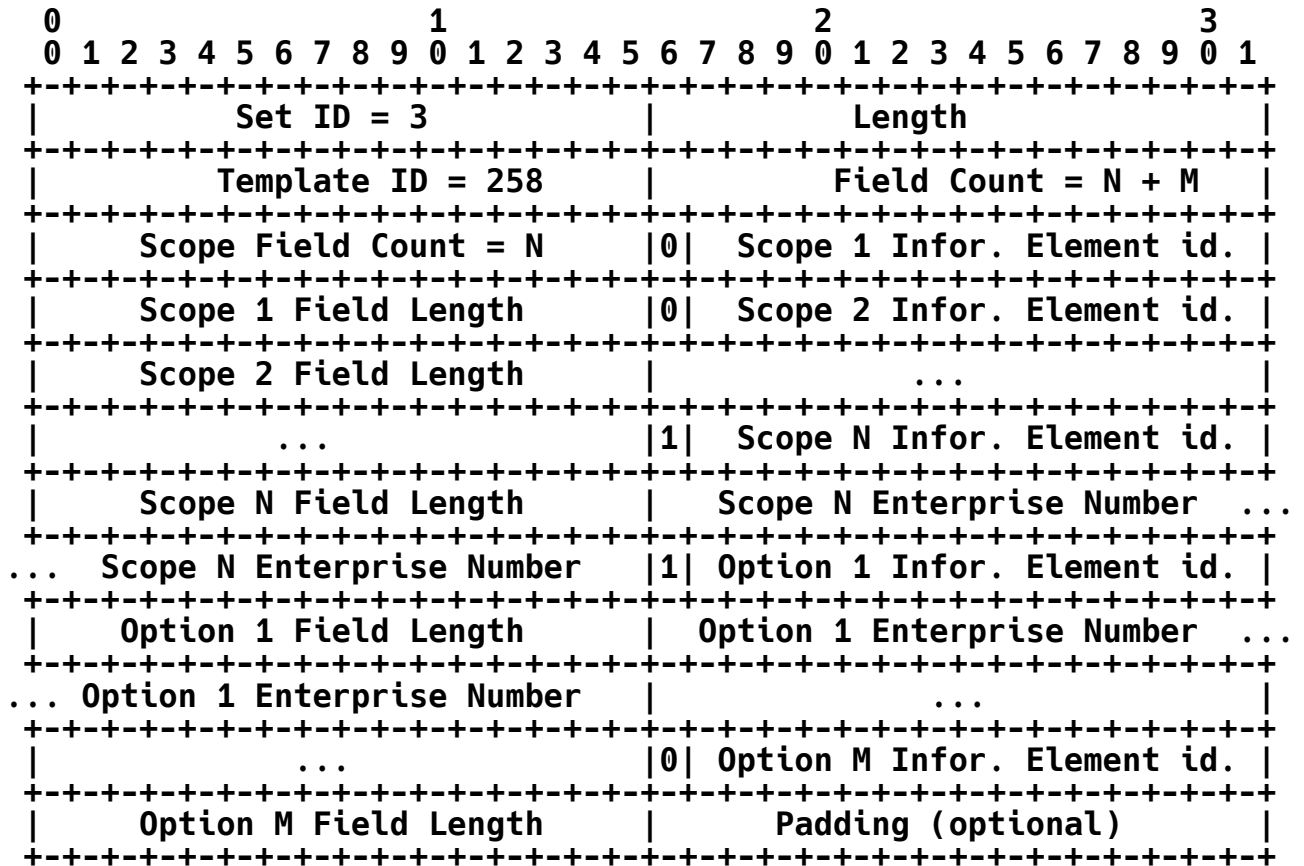 0                   1                   2                   3
 0 1 2 3 4 5 6 7 8 9 0 1 2 3 4 5 6 7 8 9 0 1 2 3 4 5 6 7 8 9 0 1
+-+-+-+-+-+-+-+-+-+-+-+-+-+-+-+-+-+-+-+-+-+-+-+-+-+-+-+-+-+-+-+-+
|          Set ID = 3           |          Length               |
+-+-+-+-+-+-+-+-+-+-+-+-+-+-+-+-+-+-+-+-+-+-+-+-+-+-+-+-+-+-+-+-+
|         Template ID = 258     |         Field Count = N + M   |
+-+-+-+-+-+-+-+-+-+-+-+-+-+-+-+-+-+-+-+-+-+-+-+-+-+-+-+-+-+-+-+-+
|     Scope Field Count = N     |0|  Scope 1 Infor. Element id. |
+-+-+-+-+-+-+-+-+-+-+-+-+-+-+-+-+-+-+-+-+-+-+-+-+-+-+-+-+-+-+-+-+
|     Scope 1 Field Length      |0|  Scope 2 Infor. Element id. |
+-+-+-+-+-+-+-+-+-+-+-+-+-+-+-+-+-+-+-+-+-+-+-+-+-+-+-+-+-+-+-+-+
|     Scope 2 Field Length      |             ...               |
+-+-+-+-+-+-+-+-+-+-+-+-+-+-+-+-+-+-+-+-+-+-+-+-+-+-+-+-+-+-+-+-+
|            ...                |1|  Scope N Infor. Element id. |
+-+-+-+-+-+-+-+-+-+-+-+-+-+-+-+-+-+-+-+-+-+-+-+-+-+-+-+-+-+-+-+-+
|     Scope N Field Length      |   Scope N Enterprise Number  ...
+-+-+-+-+-+-+-+-+-+-+-+-+-+-+-+-+-+-+-+-+-+-+-+-+-+-+-+-+-+-+-+-+
...  Scope N Enterprise Number   |1| Option 1 Infor. Element id. |
+-+-+-+-+-+-+-+-+-+-+-+-+-+-+-+-+-+-+-+-+-+-+-+-+-+-+-+-+-+-+-+-+
|    Option 1 Field Length      |  Option 1 Enterprise Number  ...
+-+-+-+-+-+-+-+-+-+-+-+-+-+-+-+-+-+-+-+-+-+-+-+-+-+-+-+-+-+-+-+-+
... Option 1 Enterprise Number   |              ...              |
+-+-+-+-+-+-+-+-+-+-+-+-+-+-+-+-+-+-+-+-+-+-+-+-+-+-+-+-+-+-+-+-+
|             ...               |0| Option M Infor. Element id. |
+-+-+-+-+-+-+-+-+-+-+-+-+-+-+-+-+-+-+-+-+-+-+-+-+-+-+-+-+-+-+-+-+
|     Option M Field Length     |      Padding (optional)       |
+-+-+-+-+-+-+-+-+-+-+-+-+-+-+-+-+-+-+-+-+-+-+-+-+-+-+-+-+-+-+-+-+